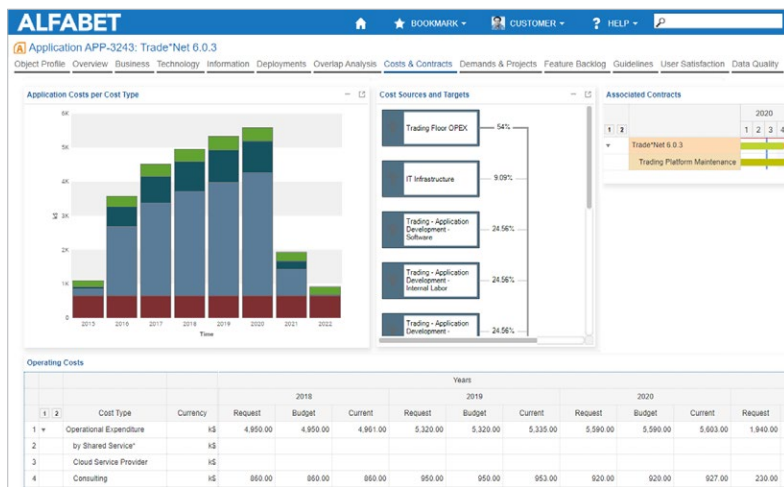 ALFABET
BOOKMARK CUSTOMER ? HELP
A Application APP-3243: Trade*Net 6.0.3
Object Profile Overview Business Technology Information Deployments Overlap Analysis Costs & Contracts Demands & Projects Feature Backlog Guidelines User Satisfaction Data Quality
Application Costs per Cost Type
6K
4K
k$ 3K
2K
1K
0
2015 2016 2017 2018 2019 2020 2021 2022
Time
Cost Sources and Targets
Trading Floor OPEX 54%
IT Infrastructure 9.09%
Trading - Application
Development -
Software
24.56%
Trading - Application
Development -
Internal Labor
24.56%
Trading - Application
Development -
24.56%
Associated Contracts
2020
1 2 1 2 3 4
Trade*Net 6.0.3
Trading Platform Maintenance
Operating Costs
Years
2018 2019 2020
1 2 Cost Type Currency Request Budget Current Request Budget Current Request Budget Current Request
1 Operational Expenditure k$ 4,950.00 4,950.00 4,961.00 5,320.00 5,320.00 5,335.00 5,590.00 5,590.00 5,603.00 1,940.00
2 by Shared Service* k$
3 Cloud Service Provider k$
4 Consulting k$ 860.00 860.00 860.00 950.00 950.00 953.00 920.00 920.00 927.00 230.00